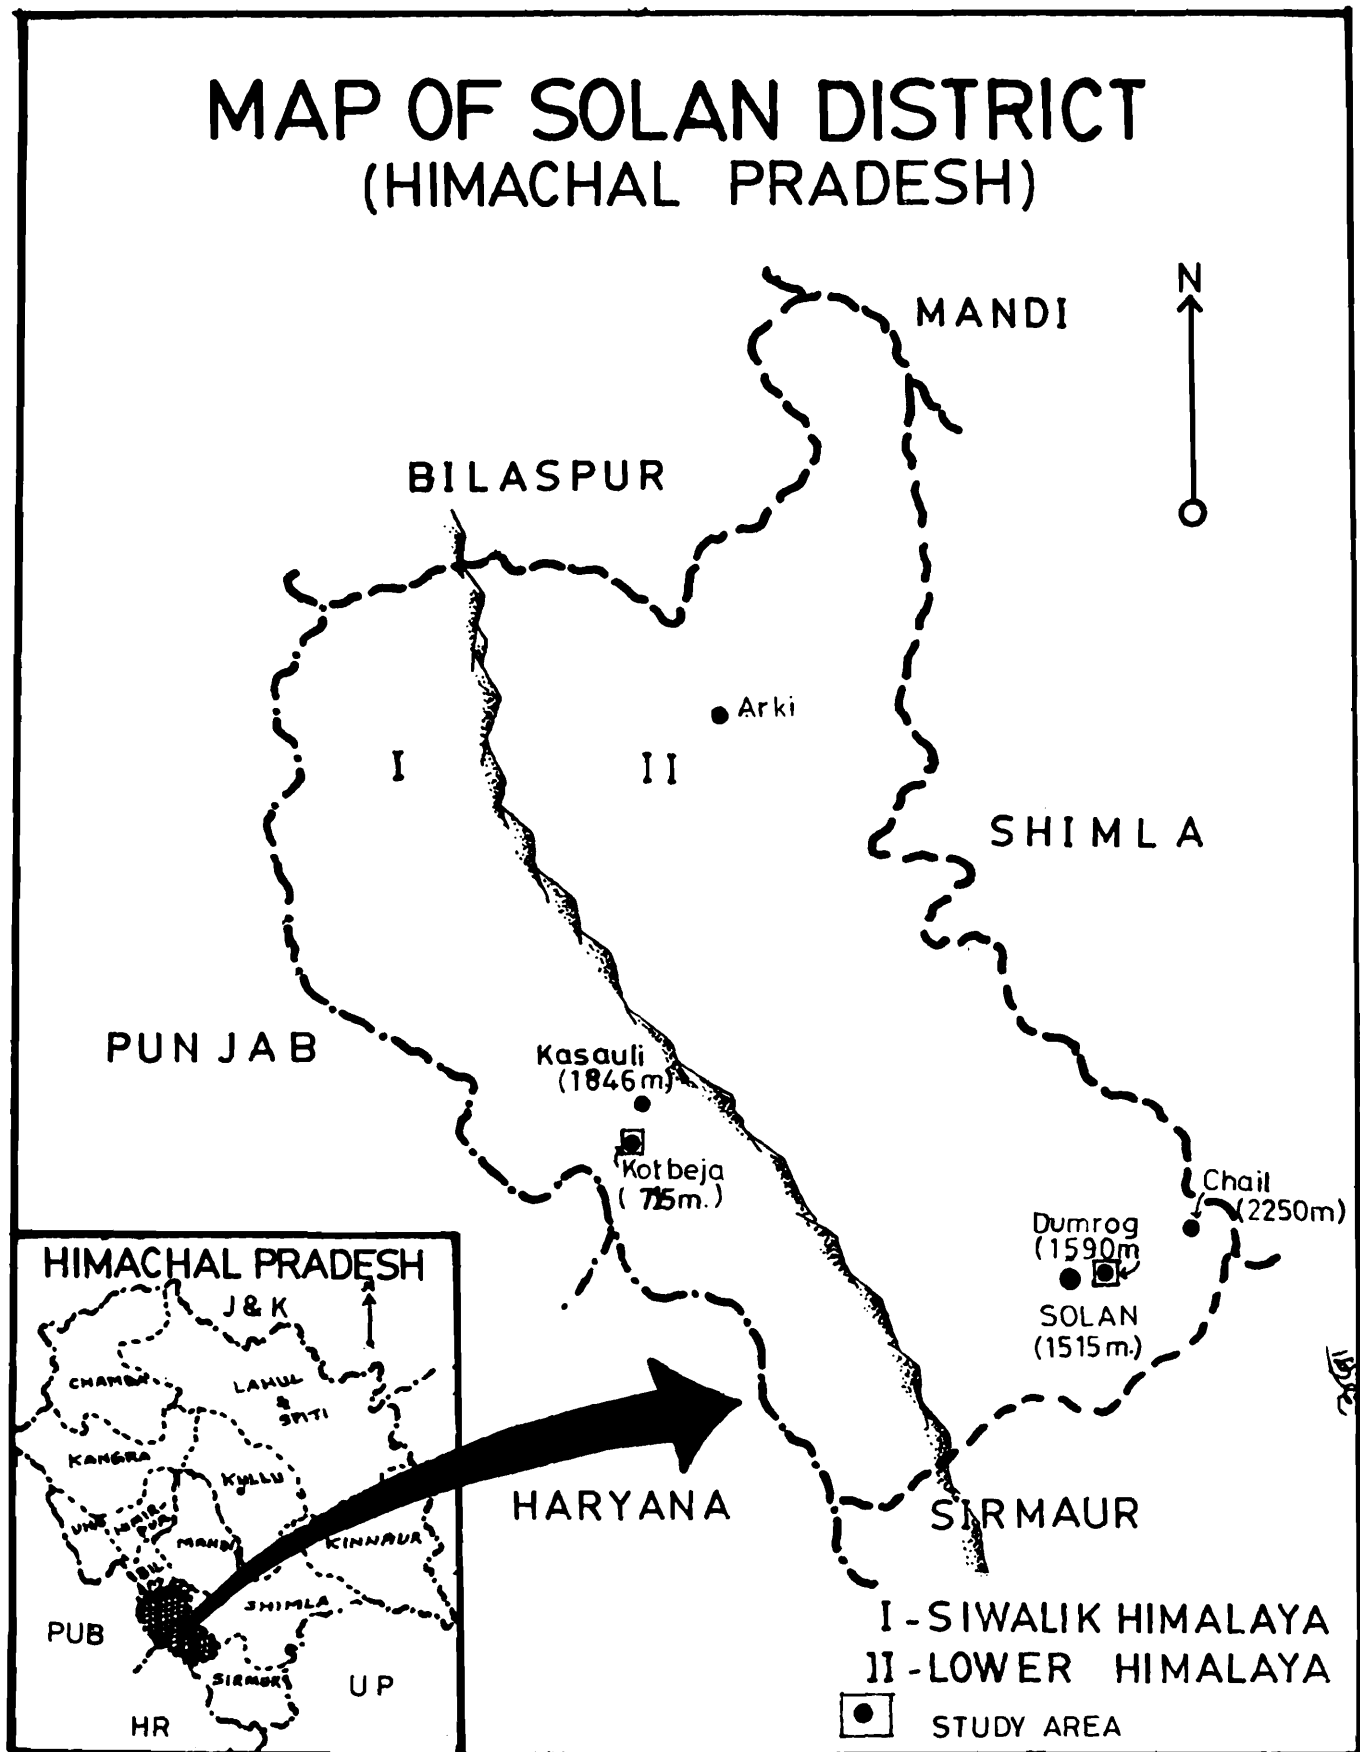 MAP OF SOLAN DISTRICT
(HIMACHAL PRADESH)
N
MANDI
BILASPUR
Arki
I
II
SHIMLA
PUNJAB
Kasauli
(1846m)
Kotbeja
Chail
(2250m)
Dumrog
(1590m
SOLAN
(1515m.)
HARYANA
SIRMAUR
I - SIWALIK HIMALAYA
II - LOWER HIMALAYA
STUDY AREA
HIMACHAL PRADESH
J & K
CHAMBA
LAHUL
&
SPITI
KANGRA
KULLU
MANDI
KINNAUR
BIL
SHIMLA
PUB
SIRMUR
UP
HR